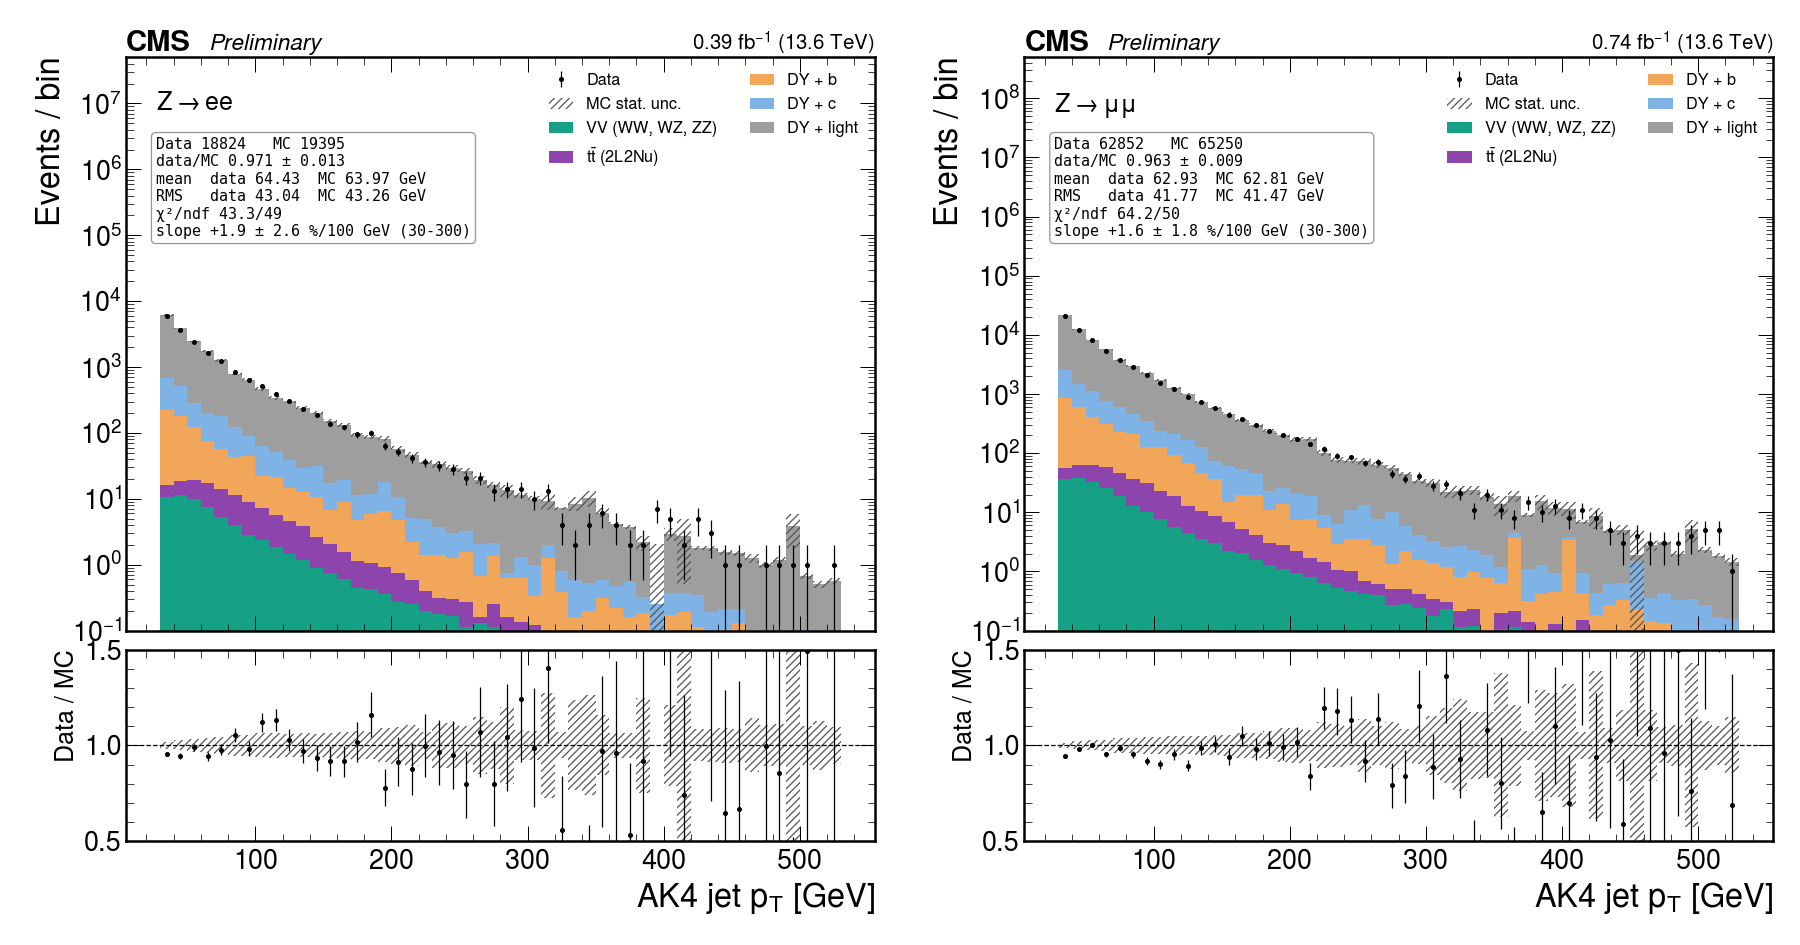 CMS Preliminary 0.39 fb⁻¹ (13.6 TeV)
Events / bin
Z→ee
Data
MC stat. unc.
VV (WW, WZ, ZZ)
tt̄ (2L2Nu)
DY + b
DY + c
DY + light
Data 18824 MC 19395
data/MC 0.971 ± 0.013
mean data 64.43 MC 63.97 GeV
RMS data 43.04 MC 43.26 GeV
χ²/ndf 43.3/49
slope +1.9 ± 2.6 %/100 GeV (30-300)
10⁷
10⁶
10⁵
10⁴
10³
10²
10¹
10⁰
10⁻¹
Data / MC
1.5
1.0
0.5
100 200 300 400 500
AK4 jet p_T [GeV]
CMS Preliminary 0.74 fb⁻¹ (13.6 TeV)
Events / bin
Z→μμ
Data
MC stat. unc.
VV (WW, WZ, ZZ)
tt̄ (2L2Nu)
DY + b
DY + c
DY + light
Data 62852 MC 65250
data/MC 0.963 ± 0.009
mean data 62.93 MC 62.81 GeV
RMS data 41.77 MC 41.47 GeV
χ²/ndf 64.2/50
slope +1.6 ± 1.8 %/100 GeV (30-300)
10⁸
10⁷
10⁶
10⁵
10⁴
10³
10²
10¹
10⁰
10⁻¹
Data / MC
1.5
1.0
0.5
100 200 300 400 500
AK4 jet p_T [GeV]